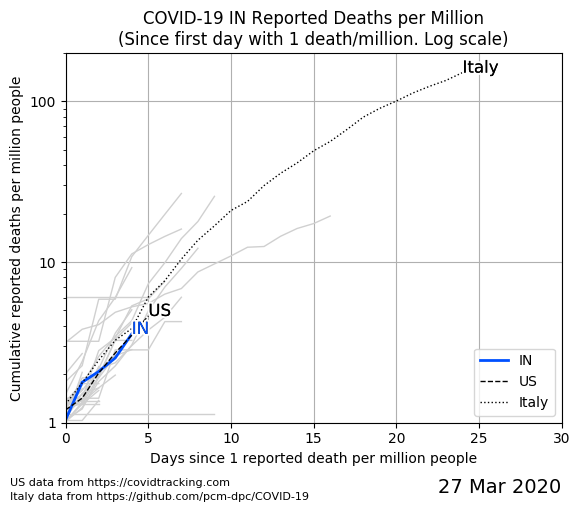 COVID-19 IN Reported Deaths per Million
(Since first day with 1 death/million. Log scale)
Cumulative reported deaths per million people
100
10
1
Italy
US
IN
IN
US
Italy
0
5
10
15
20
25
30
Days since 1 reported death per million people
US data from https://covidtracking.com
Italy data from https://github.com/pcm-dpc/COVID-19
27 Mar 2020